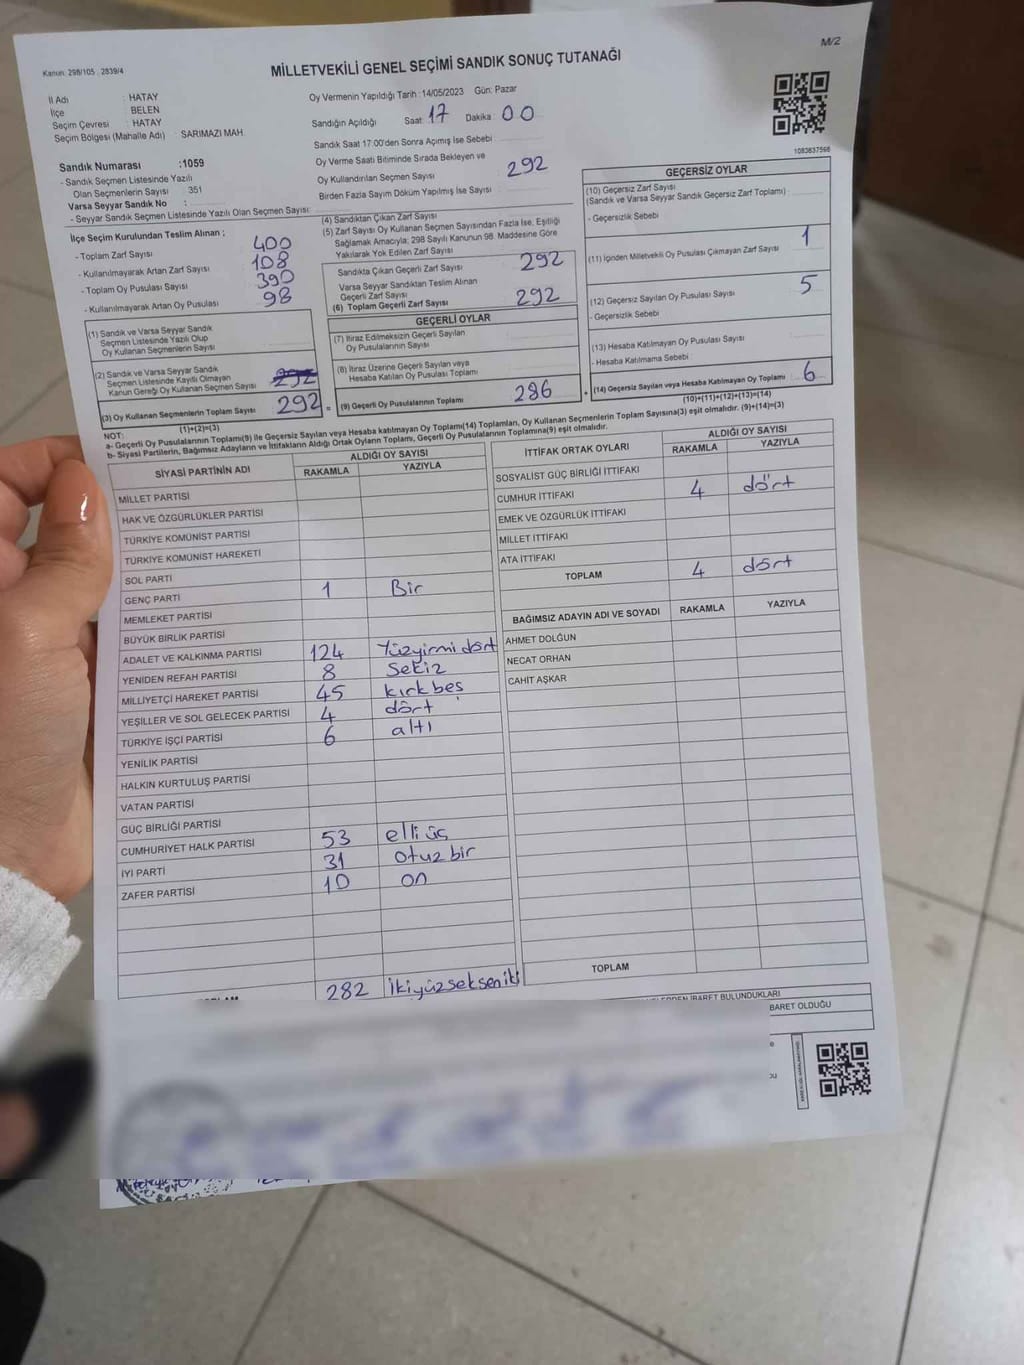 M/2
Kanun: 298/105 , 2839/4
MİLLETVEKİLİ GENEL SEÇİMİ SANDIK SONUÇ TUTANAĞI
İl Adı : HATAY
İlçe : BELEN
Seçim Çevresi : HATAY
Seçim Bölgesi (Mahalle Adı) : SARIMAZI MAH.
Sandık Numarası :1059
- Sandık Seçmen Listesinde Yazılı
Olan Seçmenlerin Sayısı : 351
Varsa Seyyar Sandık No :
- Seyyar Sandık Seçmen Listesinde Yazılı Olan Seçmen Sayısı:
Oy Vermenin Yapıldığı Tarih : 14/05/2023 Gün: Pazar
Sandığın Açıldığı Saat: 17 Dakika : 00
Sandık Saat 17:00'den Sonra Açımış İse Sebebi :
Oy Verme Saati Bitiminde Sırada Bekleyen ve
Oy Kullandırılan Seçmen Sayısı : 292
Birden Fazla Sayım Döküm Yapılmış İse Sayısı :
1083837566
İlçe Seçim Kurulundan Teslim Alınan ;
- Toplam Zarf Sayısı 400
- Kullanılmayarak Artan Zarf Sayısı 108
- Toplam Oy Pusulası Sayısı 390
- Kullanılmayarak Artan Oy Pusulası 98
(1) Sandık ve Varsa Seyyar Sandık
Seçmen Listesinde Yazılı Olup
Oy Kullanan Seçmenlerin Sayısı
(2) Sandık ve Varsa Seyyar Sandık
Seçmen Listesinde Kayıtlı Olmayan
Kanun Gereği Oy Kullanan Seçmen Sayısı 292
(3) Oy Kullanan Seçmenlerin Toplam Sayısı 292
(1)+(2)=(3)
(4) Sandıktan Çıkan Zarf Sayısı
(5) Zarf Sayısı Oy Kullanan Seçmen Sayısından Fazla İse, Eşitliği
Sağlamak Amacıyla; 298 Sayılı Kanunun 98. Maddesine Göre
Yakılarak Yok Edilen Zarf Sayısı
Sandıkta Çıkan Geçerli Zarf Sayısı 292
Varsa Seyyar Sandıktan Teslim Alınan
Geçerli Zarf Sayısı
(6) Toplam Geçerli Zarf Sayısı 292
GEÇERLİ OYLAR
(7) İtiraz Edilmeksizin Geçerli Sayılan
Oy Pusulalarının Sayısı
(8) İtiraz Üzerine Geçerli Sayılan veya
Hesaba Katılan Oy Pusulası Toplamı
(9) Geçerli Oy Pusulalarının Toplamı 286
GEÇERSİZ OYLAR
(10) Geçersiz Zarf Sayısı
(Sandık ve Varsa Seyyar Sandık Geçersiz Zarf Toplamı)
- Geçersizlik Sebebi
(11) İçinden Milletvekili Oy Pusulası Çıkmayan Zarf Sayısı 1
(12) Geçersiz Sayılan Oy Pusulası Sayısı 5
- Geçersizlik Sebebi
(13) Hesaba Katılmayan Oy Pusulası Sayısı
- Hesaba Katılmama Sebebi
(14) Geçersiz Sayılan veya Hesaba Katılmayan Oy Toplamı 6
(10)+(11)+(12)+(13)=(14)
NOT:
a- Geçerli Oy Pusulalarının Toplamı(9) ile Geçersiz Sayılan veya Hesaba katılmayan Oy Toplamı(14) Toplamları, Oy Kullanan Seçmenlerin Toplam Sayısına(3) eşit olmalıdır. (9)+(14)=(3)
b- Siyasi Partilerin, Bağımsız Adayların ve İttifakların Aldığı Ortak Oyların Toplamı, Geçerli Oy Pusulalarının Toplamına(9) eşit olmalıdır.
SİYASİ PARTİNİN ADI ALDIĞI OY SAYISI
RAKAMLA YAZIYLA
MİLLET PARTİSİ
HAK VE ÖZGÜRLÜKLER PARTİSİ
TÜRKİYE KOMÜNİST PARTİSİ
TÜRKİYE KOMÜNİST HAREKETİ
SOL PARTİ
GENÇ PARTİ 1 Bir
MEMLEKET PARTİSİ
BÜYÜK BİRLİK PARTİSİ
ADALET VE KALKINMA PARTİSİ 124 Yüzyirmi dört
YENİDEN REFAH PARTİSİ 8 sekiz
MİLLİYETÇİ HAREKET PARTİSİ 45 kırkbeş
YEŞİLLER VE SOL GELECEK PARTİSİ 4 dört
TÜRKİYE İŞÇİ PARTİSİ 6 altı
YENİLİK PARTİSİ
HALKIN KURTULUŞ PARTİSİ
VATAN PARTİSİ
GÜÇ BİRLİĞİ PARTİSİ
CUMHURİYET HALK PARTİSİ 53 elli üç
İYİ PARTİ 31 otuz bir
ZAFER PARTİSİ 10 on
282 ikiyüzseksen iki
İTTİFAK ORTAK OYLARI ALDIĞI OY SAYISI
RAKAMLA YAZIYLA
SOSYALİST GÜÇ BİRLİĞİ İTTİFAKI
CUMHUR İTTİFAKI 4 dört
EMEK VE ÖZGÜRLÜK İTTİFAKI
MİLLET İTTİFAKI
ATA İTTİFAKI
TOPLAM 4 dört
BAĞIMSIZ ADAYIN ADI VE SOYADI RAKAMLA YAZIYLA
AHMET DOLĞUN
NECAT ORHAN
CAHİT AŞKAR
TOPLAM
İBARET BULUNDUKLARI
BARET OLDUĞU